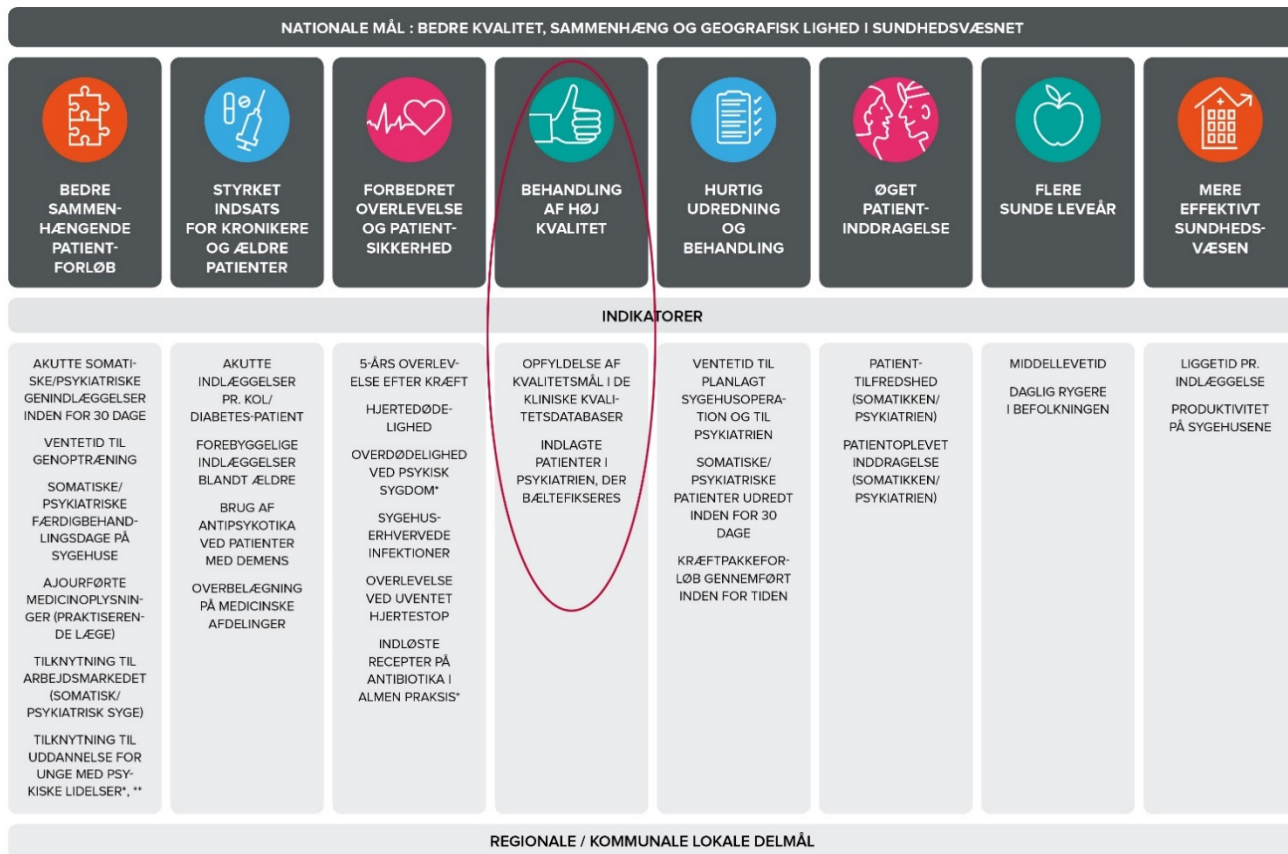 NATIONALE MÅL : BEDRE KVALITET, SAMMENHÆNG OG GEOGRAFISK LIGHED I SUNDHEDSVÆSNET
BEDRE
SAMMEN-
HÆNGENDE
PATIENT-
FORLØB
STYRKET
INDSATS
FOR KRONIKERE
OG ÆLDRE
PATIENTER
FORBEDRET
OVERLEVELSE
OG PATIENT-
SIKKERHED
BEHANDLING
AF HØJ
KVALITET
HURTIG
UDREDNING
OG
BEHANDLING
ØGET
PATIENT-
INDDRAGELSE
FLERE
SUNDE LEVEÅR
MERE
EFFEKTIVT
SUNDHEDS-
VÆSEN
INDIKATORER
AKUTTE SOMATI-
SKE/PSYKIATRISKE
GENINDLÆGGELSER
INDEN FOR 30 DAGE
VENTETID TIL
GENOPTRÆNING
SOMATISKE/
PSYKIATRISKE
FÆRDIGBEHAND-
LINGSDAGE PÅ
SYGEHUSE
AJOURFØRTE
MEDICINOPLYSNIN-
GER (PRAKTISEREN-
DE LÆGE)
TILKNYTNING TIL
ARBEJDSMARKEDET
(SOMATISK/
PSYKIATRISK SYGE)
TILKNYTNING TIL
UDDANNELSE FOR
UNGE MED PSY-
KISKE LIDELSER*, **
AKUTTE
INDLÆGGELSER
PR. KOL/
DIABETES-PATIENT
FOREBYGGELIGE
INDLÆGGELSER
BLANDT ÆLDRE
BRUG AF
ANTIPSYKOTIKA
VED PATIENTER
MED DEMENS
OVERBELÆGNING
PÅ MEDICINSKE
AFDELINGER
5-ÅRS OVERLEV-
ELSE EFTER KRÆFT
HJERTEDØDE-
LIGHED
OVERDØDELIGHED
VED PSYKISK
SYGDOM*
SYGEHUS-
ERHVERVEDE
INFEKTIONER
OVERLEVELSE
VED UVENTET
HJERTESTOP
INDLØSTE
RECEPTER PÅ
ANTIBIOTIKA I
ALMEN PRAKSIS*
OPFYLDELSE AF
KVALITETSMÅL I DE
KLINISKE KVALI-
TETSDATABASER
INDLAGTE
PATIENTER I
PSYKIATRIEN, DER
BÆLTEFIKSERES
VENTETID TIL
PLANLAGT
SYGEHUSOPERA-
TION OG TIL
PSYKIATRIEN
SOMATISKE/
PSYKIATRISKE
PATIENTER UDREDT
INDEN FOR 30
DAGE
KRÆFTPAKKEFOR-
LØB GENNEMFØRT
INDEN FOR TIDEN
PATIENT-
TILFREDSHED
(SOMATIKKEN/
PSYKIATRIEN)
PATIENTOPLEVET
INDDRAGELSE
(SOMATIKKEN/
PSYKIATRIEN)
MIDDELLEVETID
DAGLIG RYGERE
I BEFOLKNINGEN
LIGGETID PR.
INDLÆGGELSE
PRODUKTIVITET
PÅ SYGEHUSENE
REGIONALE / KOMMUNALE LOKALE DELMÅL